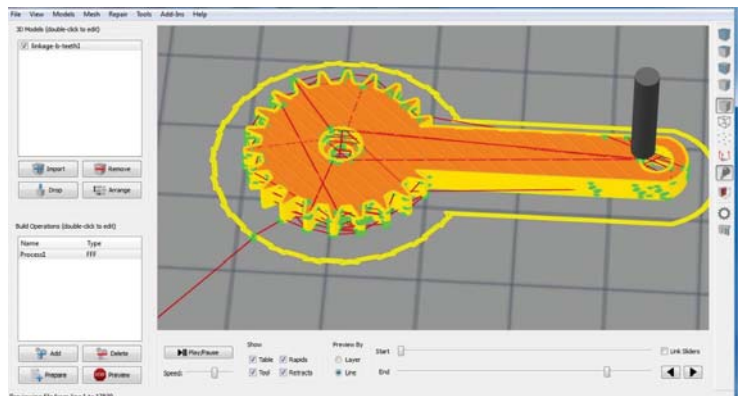 File View Models Mesh Repair Tools Add-Ins Help
3D Models (double-click to edit)
linkage-b-teeth1
Import Remove
Drop Arrange
Build Operations (double-click to edit)
Name Type
Process1 FFF
Add Delete
Prepare Preview
Play/Pause
Speed:
Show
Table Rapids
Tool Retracts
Preview By
Layer
Line
Start
End
Link Sliders